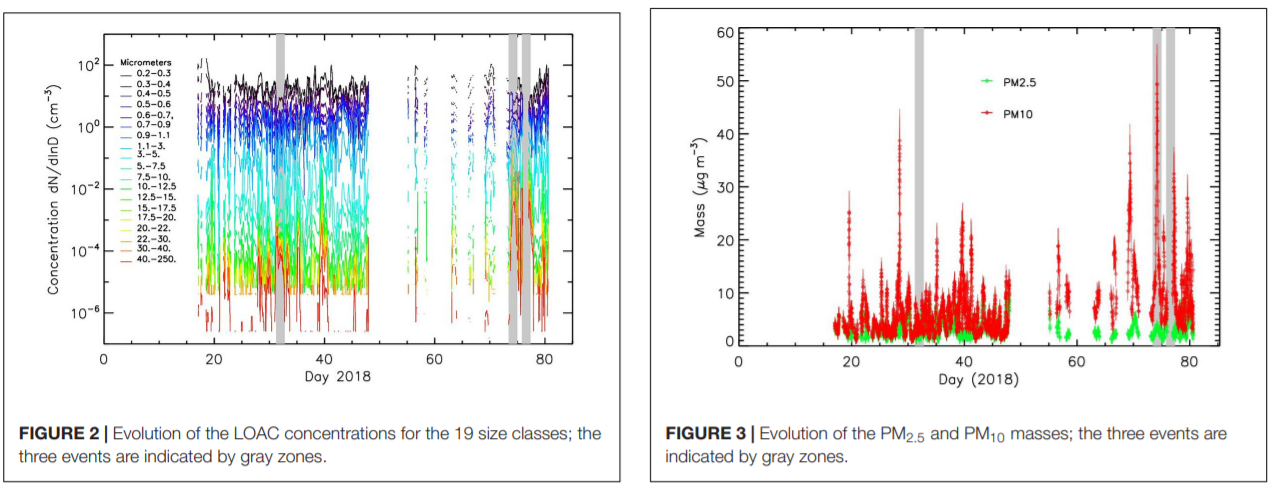 Micrometers
0.2−0.3
0.3−0.4
0.4−0.5
0.5−0.6
0.6−0.7,
0.7−0.9
0.9−1.1
1.1−3.
3.−5.
5.−7.5
7.5−10.
10.−12.5
12.5−15.
15.−17.5
17.5−20.
20.−22.
22.−30.
30.−40.
40.−250.
10²
10⁰
10⁻²
10⁻⁴
10⁻⁶
Concentration dN/dlnD (cm⁻³)
0 20 40 60 80
Day 2018
FIGURE 2 | Evolution of the LOAC concentrations for the 19 size classes; the
three events are indicated by gray zones.
60
50
40
30
20
10
0
Mass (μg m⁻³)
PM2.5
PM10
0 20 40 60 80
Day (2018)
FIGURE 3 | Evolution of the PM₂.₅ and PM₁₀ masses; the three events are
indicated by gray zones.